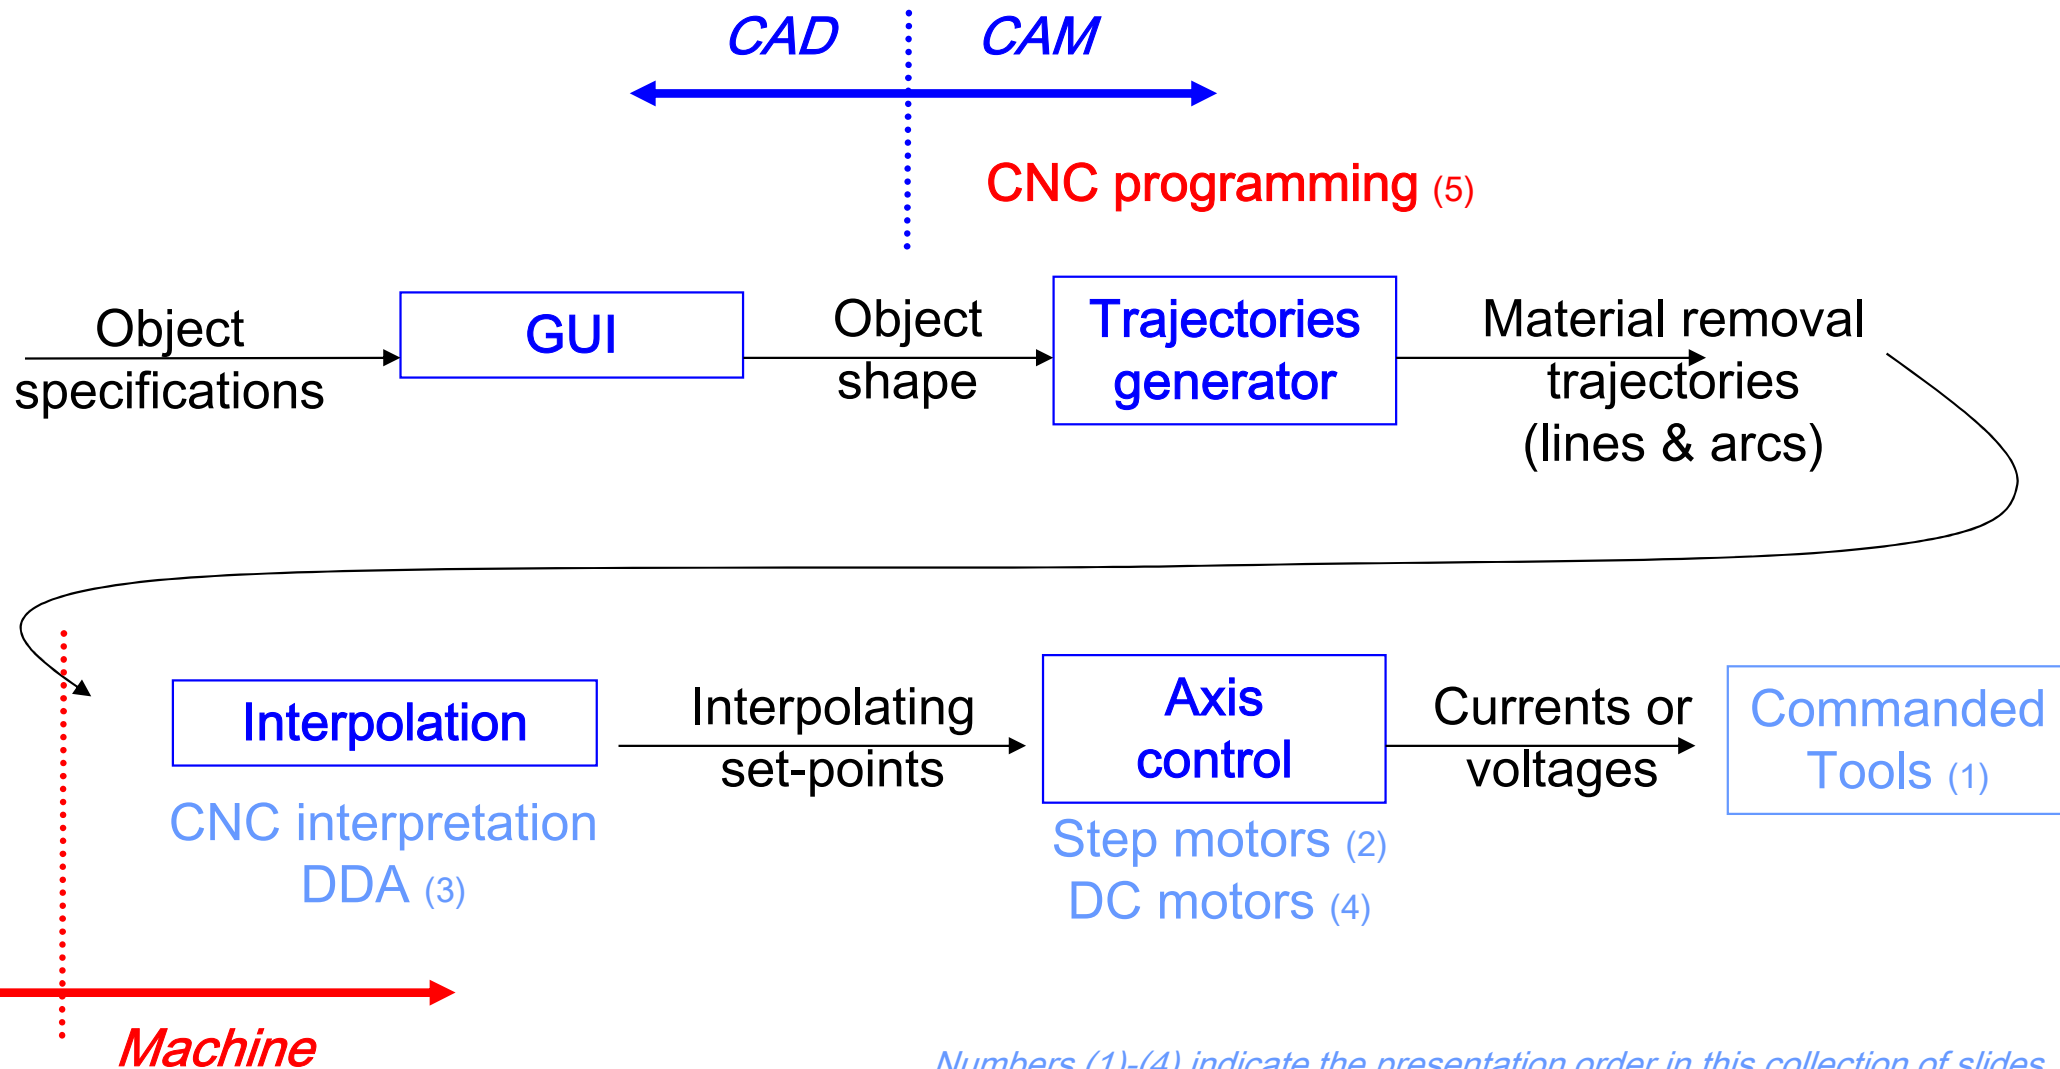 CAD CAM
CNC programming (5)
Object
specifications
GUI
Object
shape
Trajectories
generator
Material removal
trajectories
(lines & arcs)
Interpolation
CNC interpretation
DDA (3)
Interpolating
set-points
Axis
control
Step motors (2)
DC motors (4)
Currents or
voltages
Commanded
Tools (1)
Machine
Numbers (1)-(4) indicate the presentation order in this collection of slides